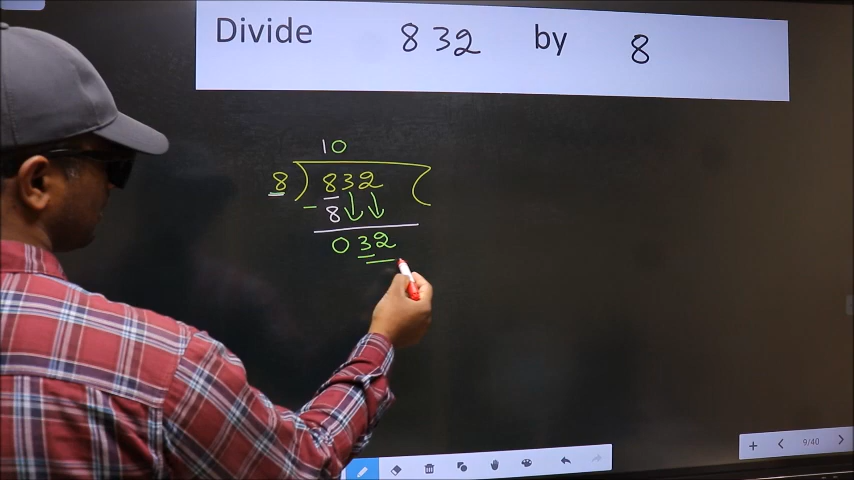 Divide 832 by 8
10
8 ) 832 (
- 8
032
+ < 9/40 >